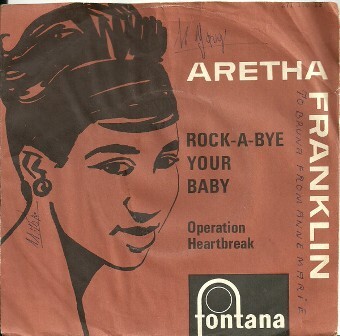 ARETHA
FRANKLIN
ROCK-A-BYE
YOUR
BABY
Operation
Heartbreak
fontana
TO BRUNA FROM ANNE MARIE